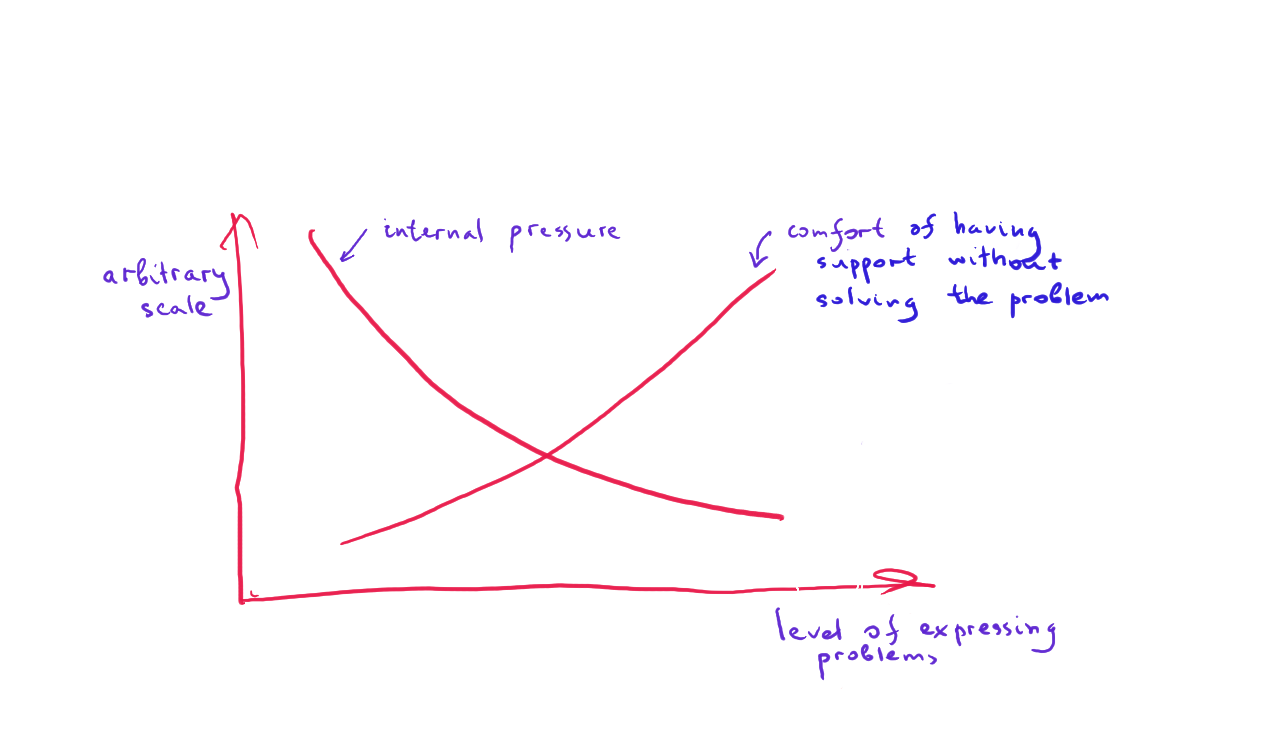 internal pressure
comfort of having
support without
solving the problem
arbitrary
scale
level of expressing
problems